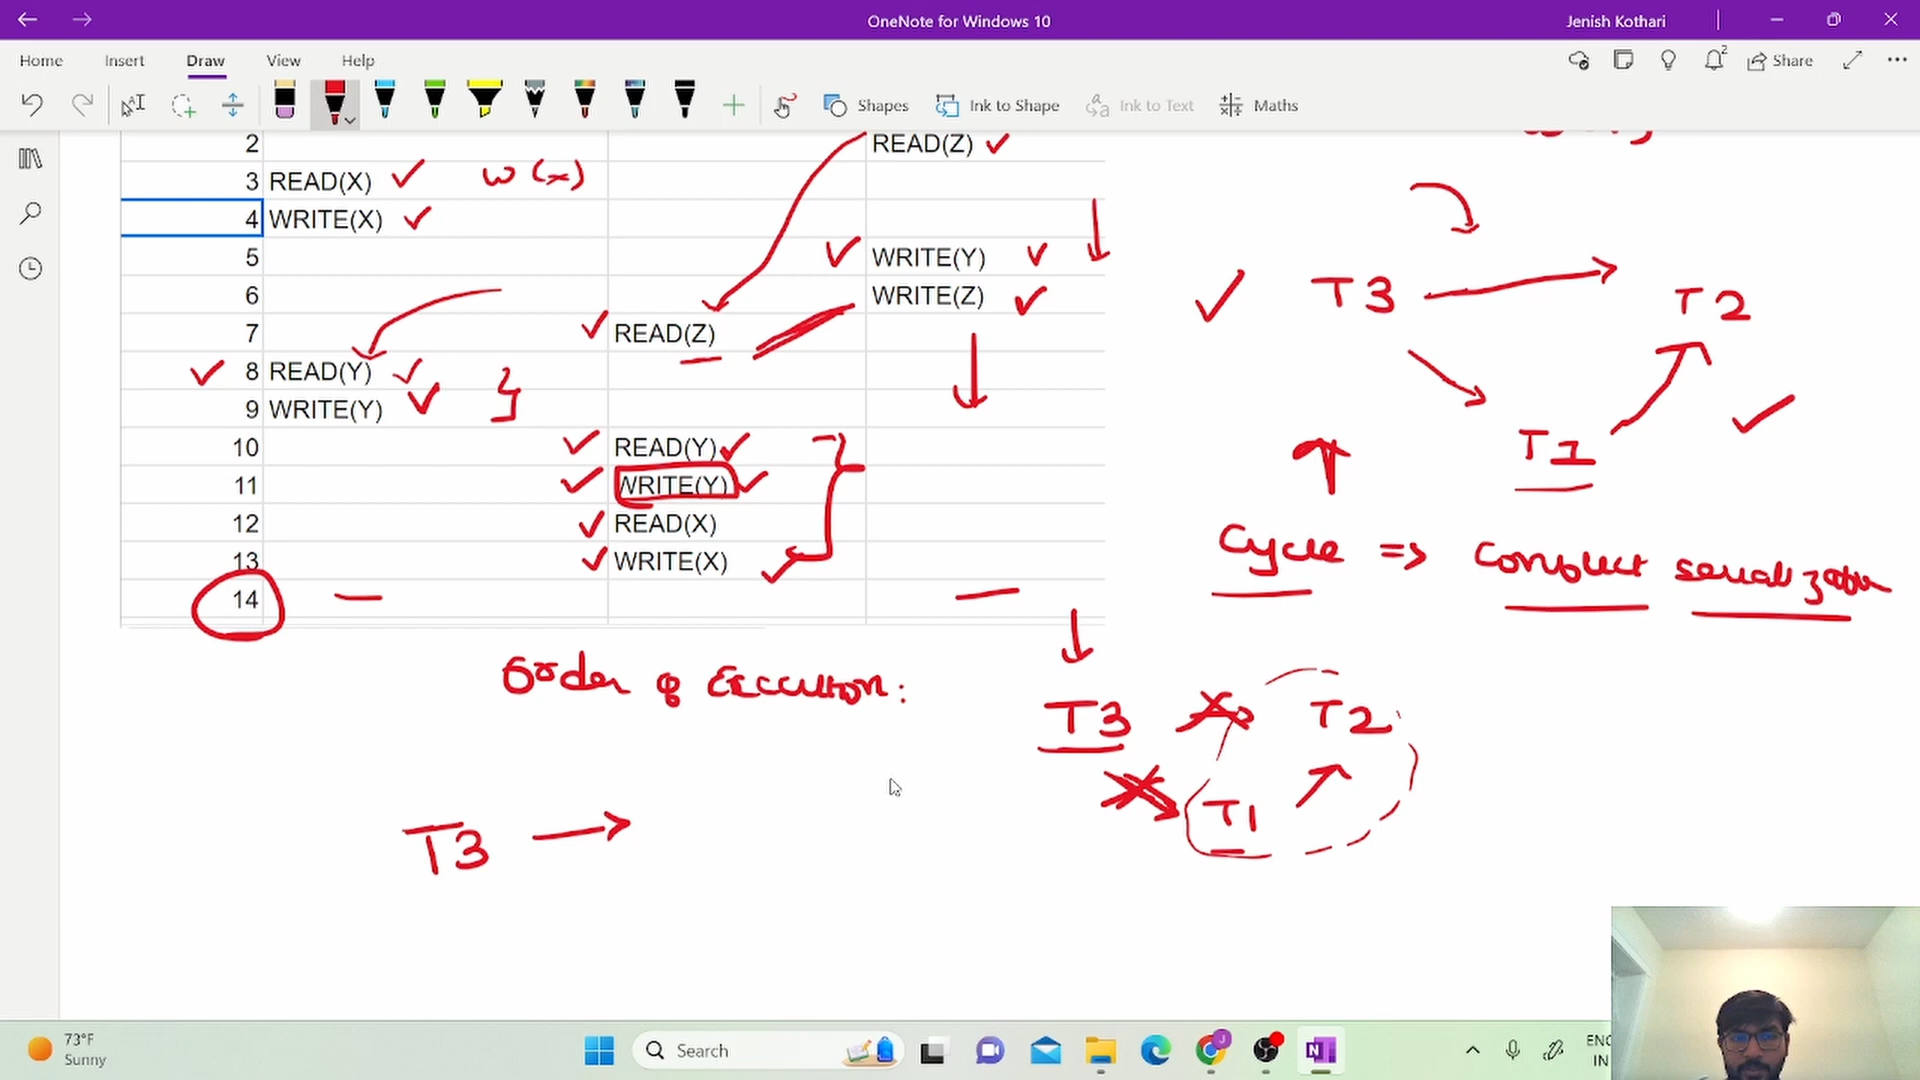 OneNote for Windows 10
Jenish Kothari
Home Insert Draw View Help
2
Share
Shapes Ink to Shape Ink to Text Maths
2 READ(Z)
3 READ(X) W(x)
4 WRITE(X)
5 WRITE(Y)
6 WRITE(Z)
7 READ(Z)
8 READ(Y)
9 WRITE(Y)
10 READ(Y)
11 WRITE(Y)
12 READ(X)
13 WRITE(X)
14
T3 T2
T1
Cycle =>
Order of Execution:
T3 T2
T1
T3
73°F
Sunny
Search
J
N
ENG
IN